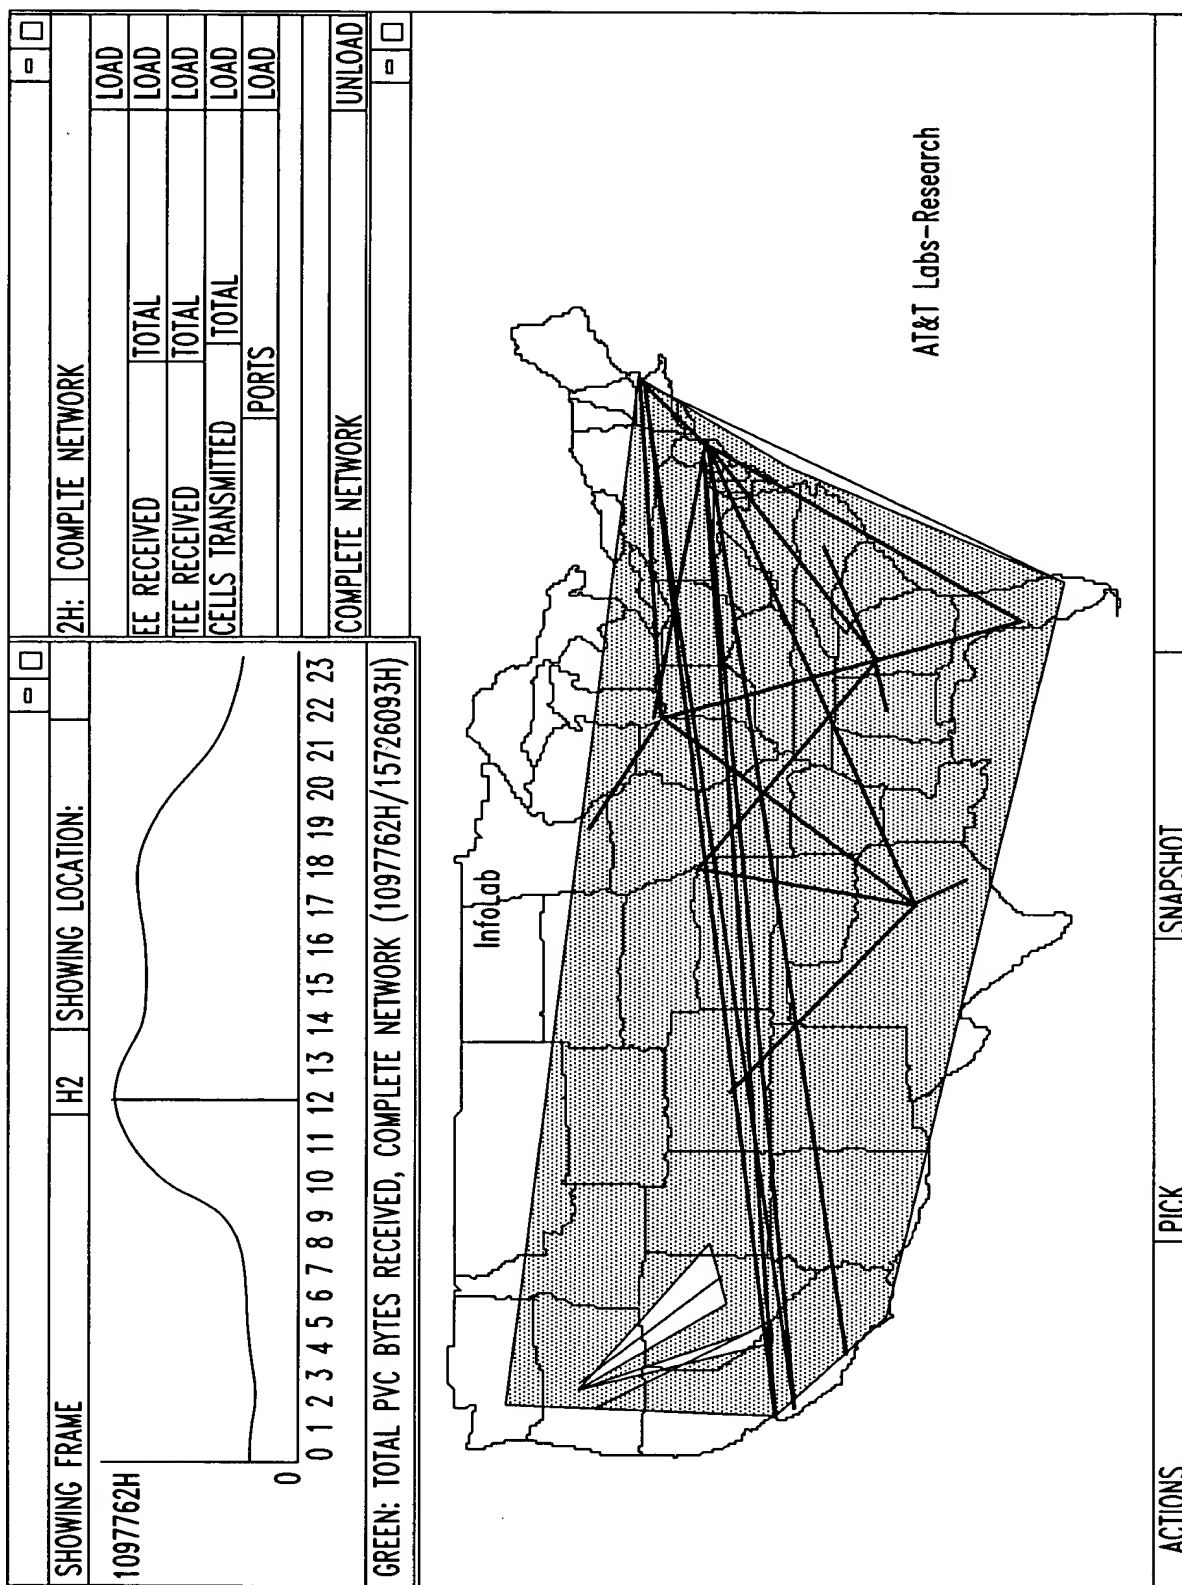 SHOWING FRAME H2 SHOWING LOCATION:
1097762H
0
0 1 2 3 4 5 6 7 8 9 10 11 12 13 14 15 16 17 18 19 20 21 22 23
GREEN: TOTAL PVC BYTES RECEIVED, COMPLETE NETWORK (1097762H/15726093H)
2H: COMPLTE NETWORK
LOAD
EE RECEIVED TOTAL LOAD
TEE RECEIVED TOTAL LOAD
CELLS TRANSMITTED TOTAL LOAD
PORTS LOAD
COMPLETE NETWORK UNLOAD
InfoLab
AT&T Labs-Research
ACTIONS PICK SNAPSHOT